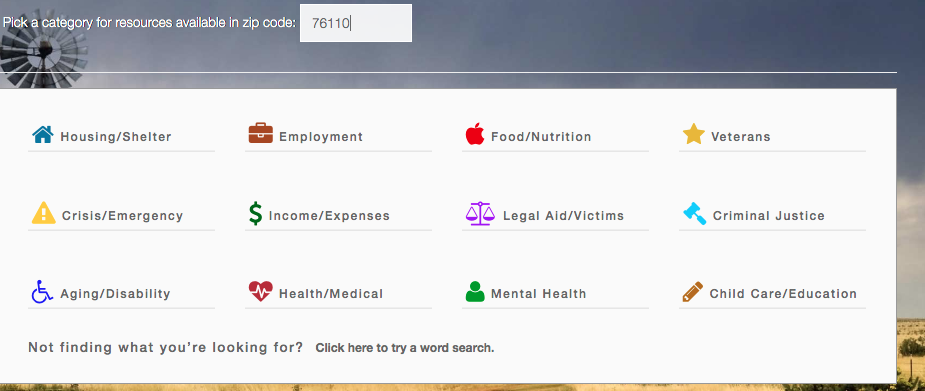 Pick a category for resources available in zip code: 76110
Housing/Shelter Employment Food/Nutrition Veterans
Crisis/Emergency Income/Expenses Legal Aid/Victims Criminal Justice
Aging/Disability Health/Medical Mental Health Child Care/Education
Not finding what you’re looking for? Click here to try a word search.